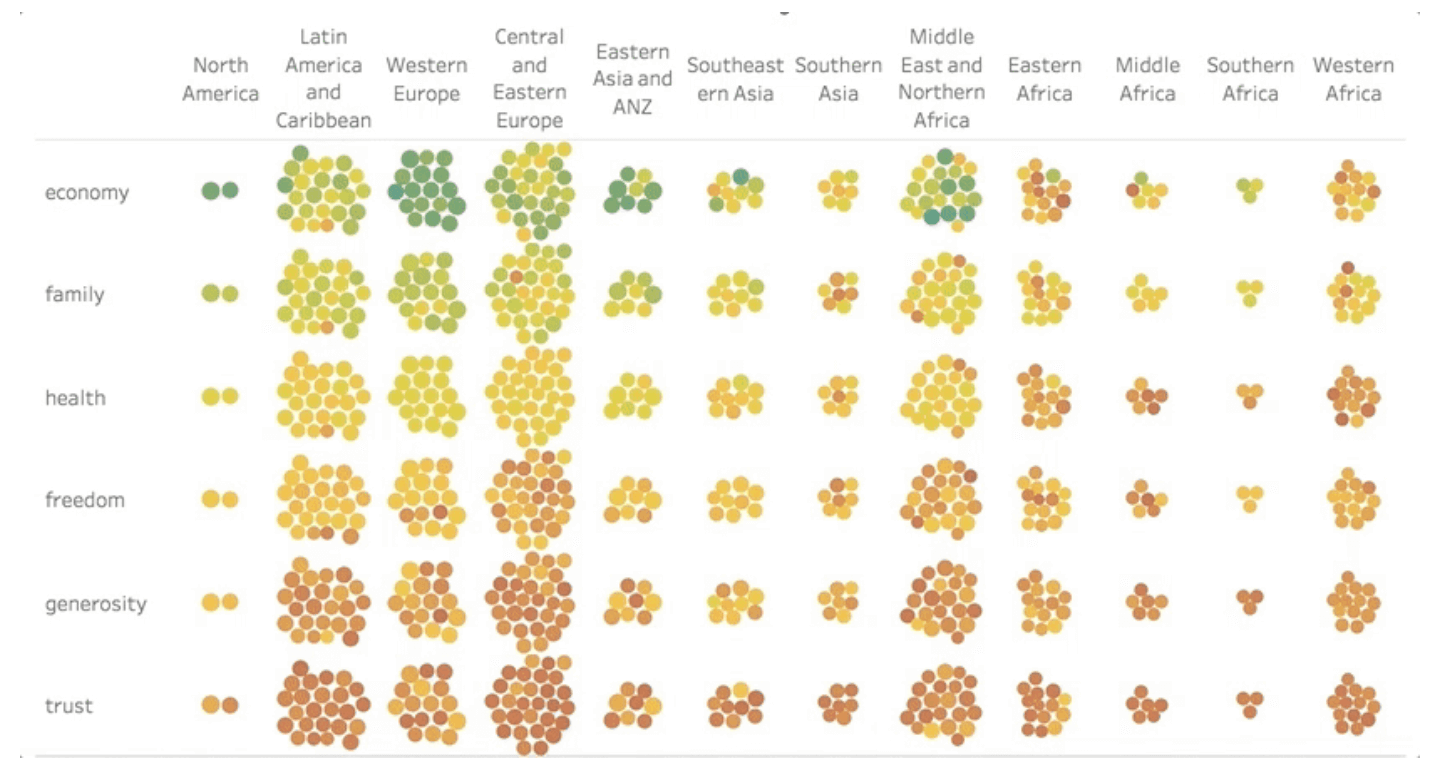 North
America
Latin
America
and
Caribbean
Western
Europe
Central
and
Eastern
Europe
Eastern
Asia and
ANZ
Southeast
ern Asia
Southern
Asia
Middle
East and
Northern
Africa
Eastern
Africa
Middle
Africa
Southern
Africa
Western
Africa
economy
family
health
freedom
generosity
trust